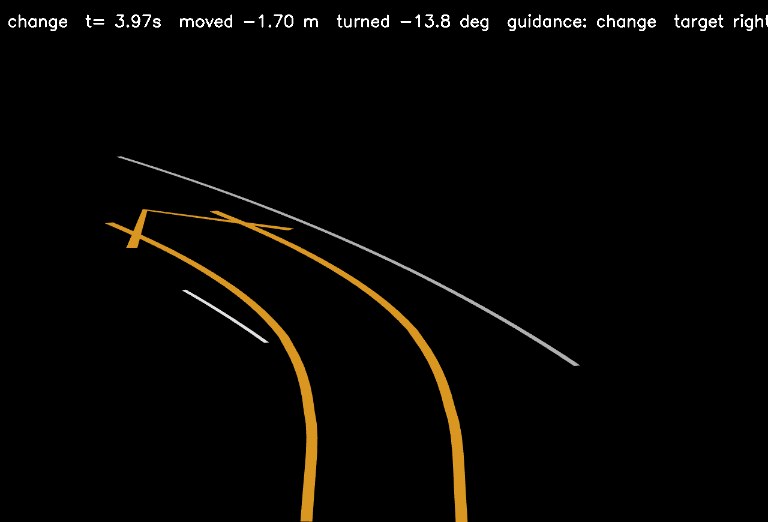 change t= 3.97s moved −1.70 m turned −13.8 deg guidance: change target right